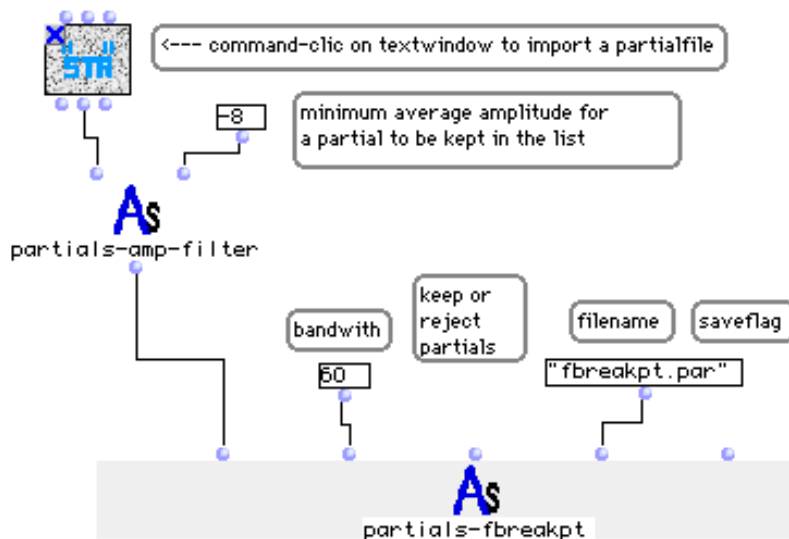 "STR"
<--- command-clic on textwindow to import a partialfile
-8
minimum average amplitude for
a partial to be kept in the list
As
partials-amp-filter
bandwith
keep or
reject
partials
filename
saveflag
60
"fbreakpt.par"
As
partials-fbreakpt